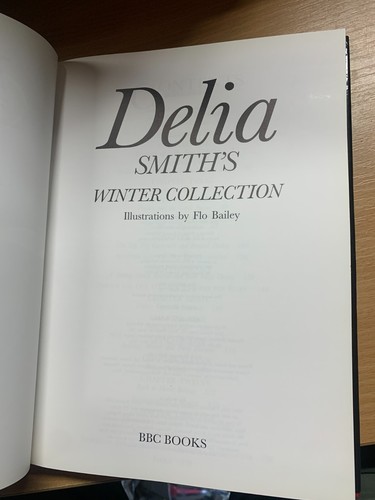 Delia
SMITH'S
WINTER COLLECTION
Illustrations by Flo Bailey
BBC BOOKS